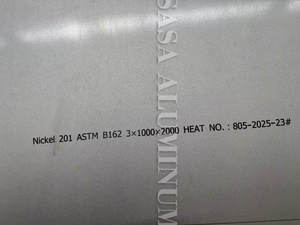 Nickel 201 ASTM B162 3×1000×2000 HEAT NO. : 805-2025-23#
SASA ALUMINUM